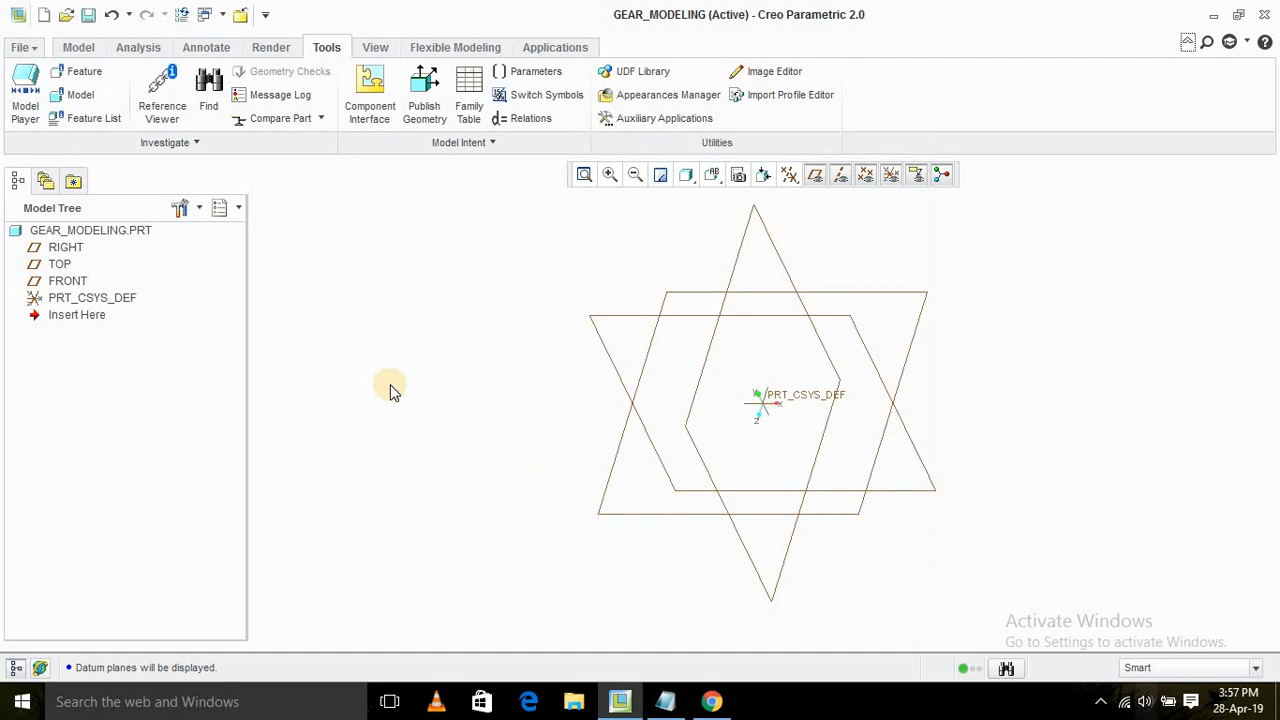 GEAR_MODELING (Active) - Creo Parametric 2.0
File Model Analysis Annotate Render Tools View Flexible Modeling Applications
Model Player
Feature
Model
Feature List
Reference Viewer
Find
Geometry Checks
Message Log
Compare Part
Investigate
Component Interface
Publish Geometry
Family Table
Parameters
Switch Symbols
Relations
Model Intent
UDF Library
Appearances Manager
Auxiliary Applications
Image Editor
Import Profile Editor
Utilities
Model Tree
GEAR_MODELING.PRT
RIGHT
TOP
FRONT
PRT_CSYS_DEF
Insert Here
PRT_CSYS_DEF
Y
X
Z
Activate Windows
Go to Settings to activate Windows.
Datum planes will be displayed.
Smart
Search the web and Windows
3:57 PM
28-Apr-19